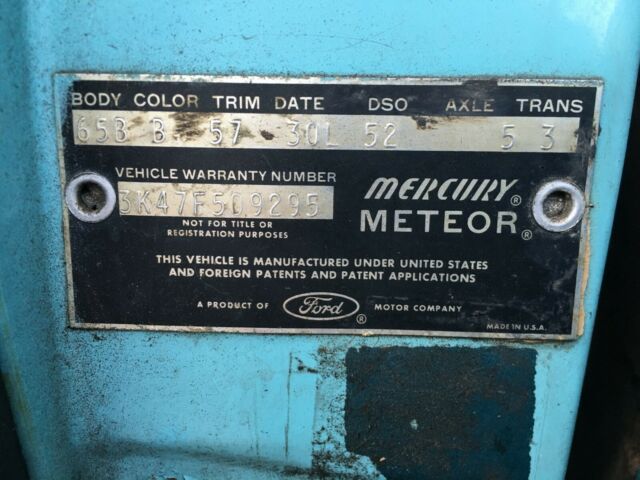 BODY COLOR TRIM DATE DSO AXLE TRANS
65B B 57 30L 52 5 3
VEHICLE WARRANTY NUMBER
3K47F509295
NOT FOR TITLE OR
REGISTRATION PURPOSES
MERCURY®
METEOR®
THIS VEHICLE IS MANUFACTURED UNDER UNITED STATES
AND FOREIGN PATENTS AND PATENT APPLICATIONS
A PRODUCT OF Ford® MOTOR COMPANY
MADE IN U.S.A.